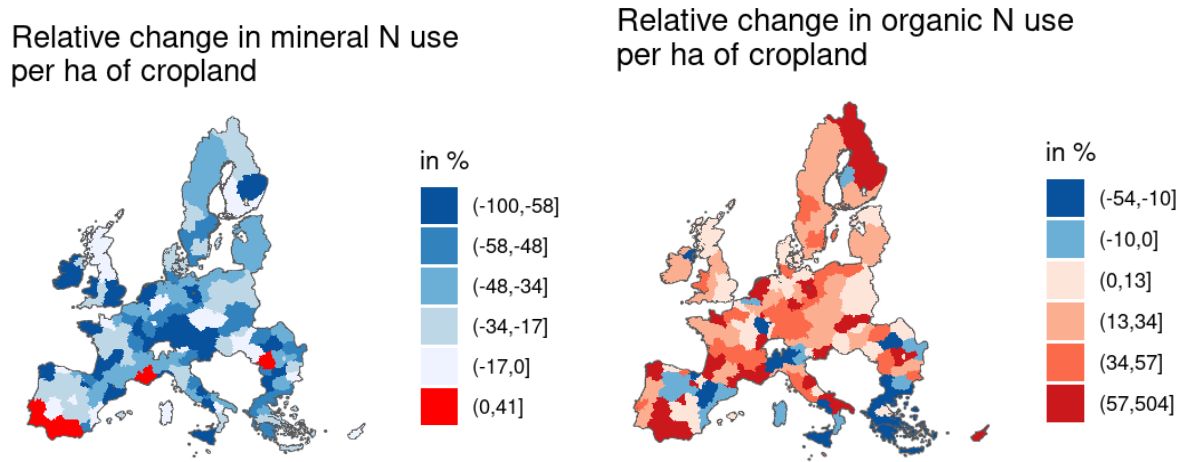 Relative change in mineral N use
per ha of cropland
in %
(-100,-58]
(-58,-48]
(-48,-34]
(-34,-17]
(-17,0]
(0,41]
Relative change in organic N use
per ha of cropland
in %
(-54,-10]
(-10,0]
(0,13]
(13,34]
(34,57]
(57,504]